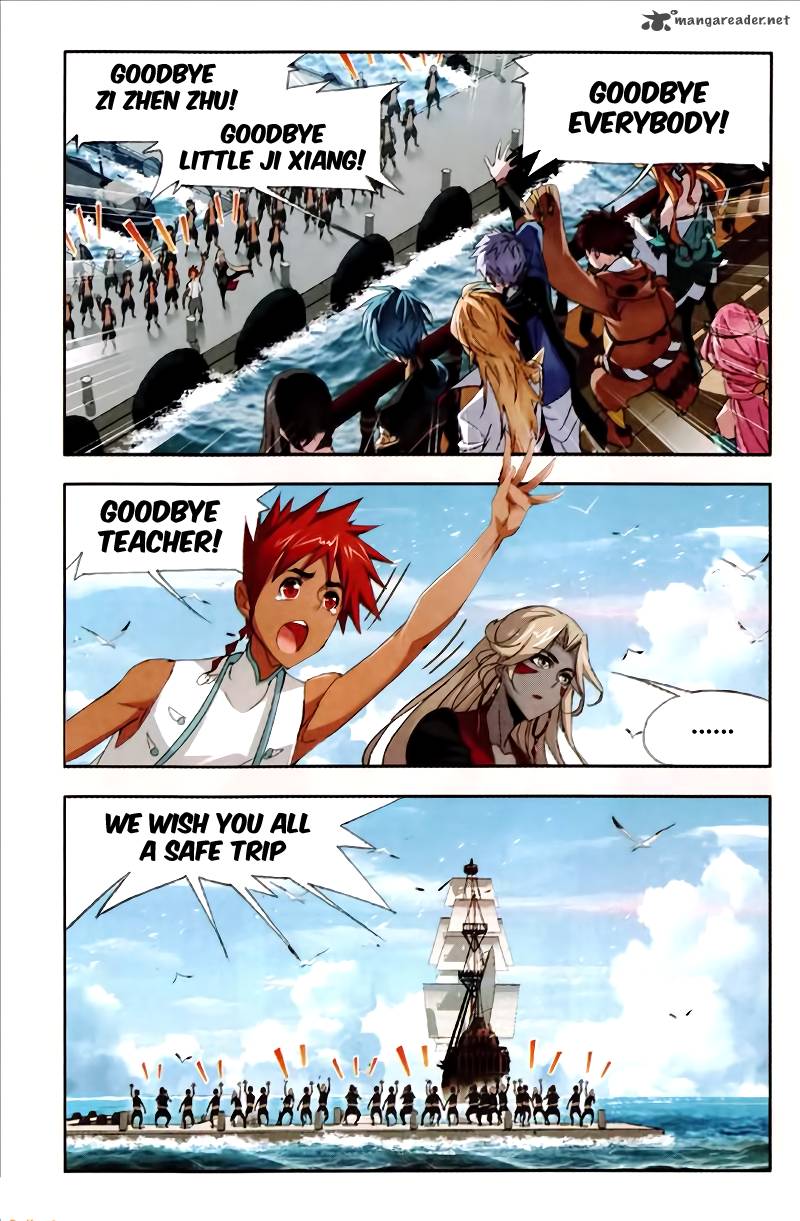 mangareader.net
GOODBYE
ZI ZHEN ZHU!
GOODBYE
LITTLE JI XIANG!
GOODBYE
EVERYBODY!
GOODBYE
TEACHER!
......
WE WISH YOU ALL
A SAFE TRIP